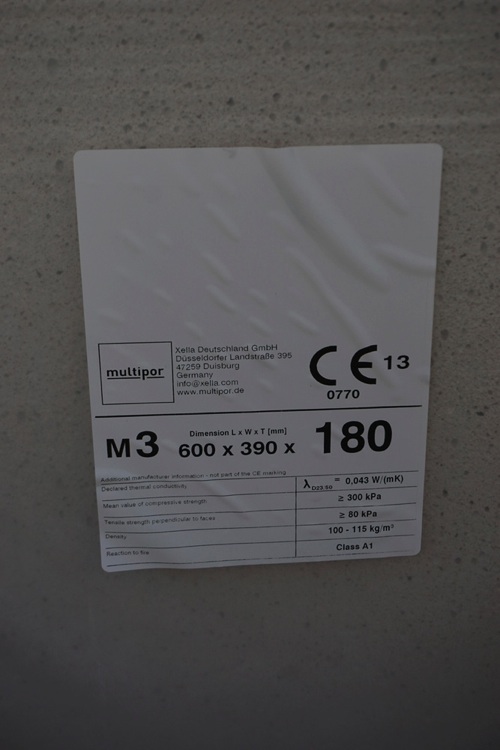 multipor
Xella Deutschland GmbH
Düsseldorfer Landstraße 395
47259 Duisburg
Germany
info@xella.com
www.multipor.de
CE 13
0770
M3
Dimension L x W x T [mm]
600 x 390 x 180
Additional manufacturer information - not part of the CE marking
Declared thermal conductivity λD23.50 = 0,043 W/(mK)
Mean value of compressive strength ≥ 300 kPa
Tensile strength perpendicular to faces ≥ 80 kPa
Density 100 - 115 kg/m³
Reaction to fire Class A1